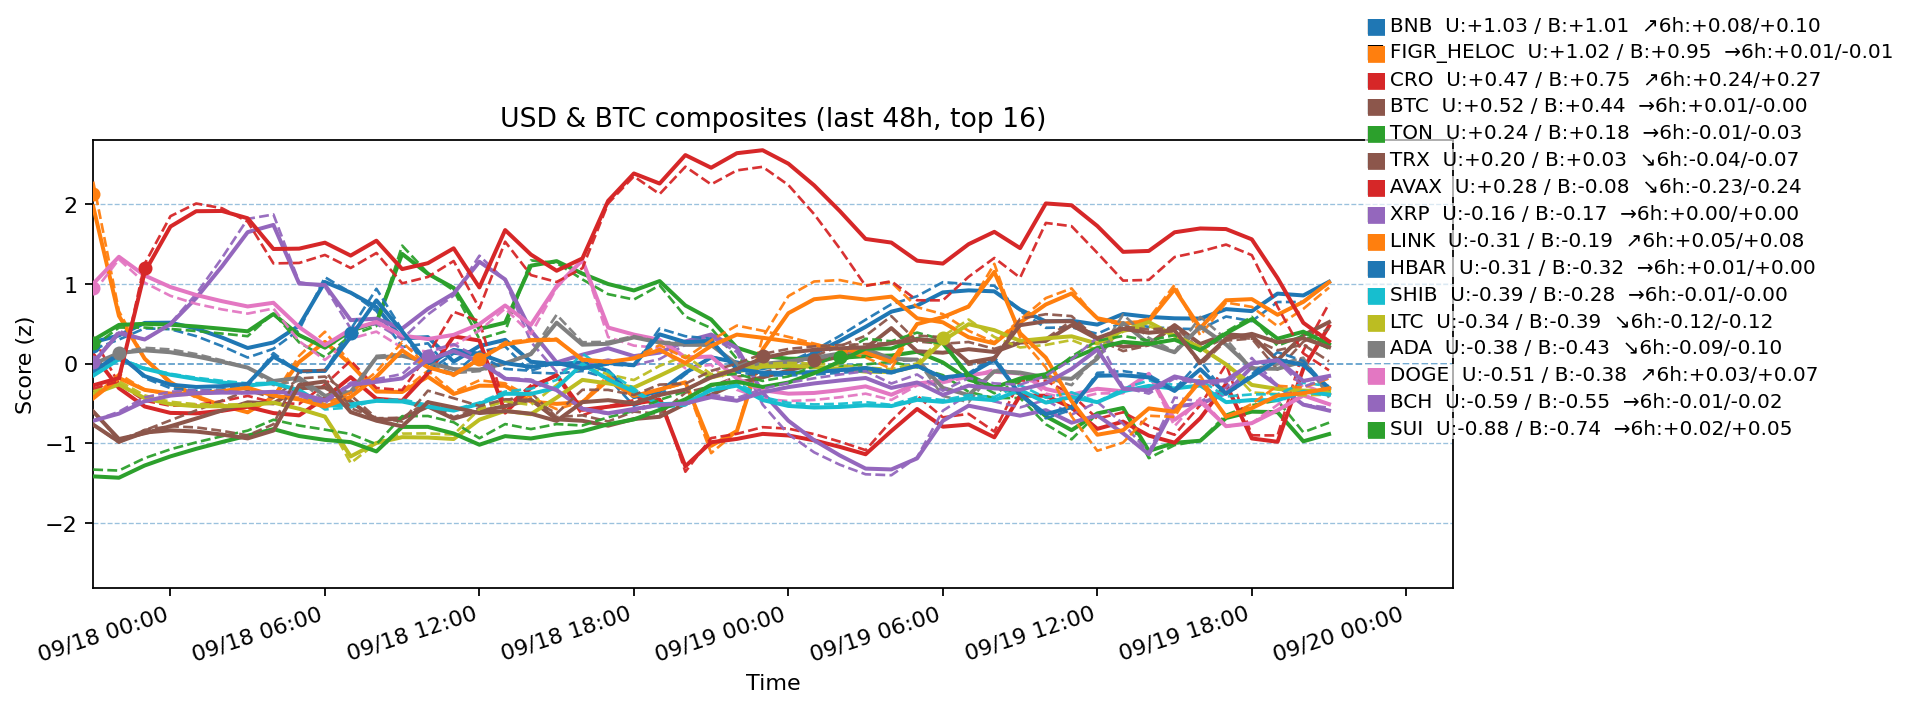 BNB U:+1.03 / B:+1.01 ↗6h:+0.08/+0.10
FIGR_HELOC U:+1.02 / B:+0.95 →6h:+0.01/-0.01
CRO U:+0.47 / B:+0.75 ↗6h:+0.24/+0.27
BTC U:+0.52 / B:+0.44 →6h:+0.01/-0.00
TON U:+0.24 / B:+0.18 →6h:-0.01/-0.03
TRX U:+0.20 / B:+0.03 ↘6h:-0.04/-0.07
AVAX U:+0.28 / B:-0.08 ↘6h:-0.23/-0.24
XRP U:-0.16 / B:-0.17 →6h:+0.00/+0.00
LINK U:-0.31 / B:-0.19 ↗6h:+0.05/+0.08
HBAR U:-0.31 / B:-0.32 →6h:+0.01/+0.00
SHIB U:-0.39 / B:-0.28 →6h:-0.01/-0.00
LTC U:-0.34 / B:-0.39 ↘6h:-0.12/-0.12
ADA U:-0.38 / B:-0.43 ↘6h:-0.09/-0.10
DOGE U:-0.51 / B:-0.38 ↗6h:+0.03/+0.07
BCH U:-0.59 / B:-0.55 →6h:-0.01/-0.02
SUI U:-0.88 / B:-0.74 →6h:+0.02/+0.05
USD & BTC composites (last 48h, top 16)
Score (z)
2
1
0
−1
−2
09/18 00:00
09/18 06:00
09/18 12:00
09/18 18:00
09/19 00:00
09/19 06:00
09/19 12:00
09/19 18:00
09/20 00:00
Time